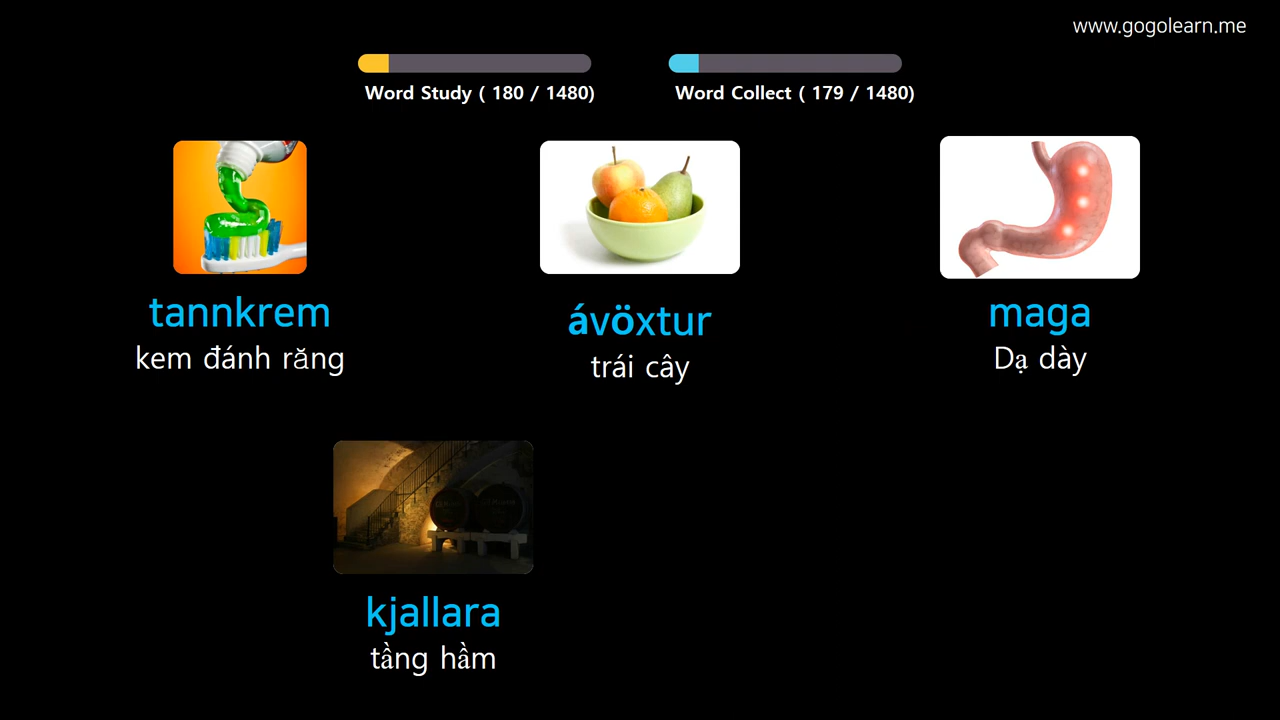 www.gogolearn.me
Word Study ( 180 / 1480)
Word Collect ( 179 / 1480)
tannkrem
kem đánh răng
ávöxtur
trái cây
maga
Dạ dày
kjallara
tầng hầm